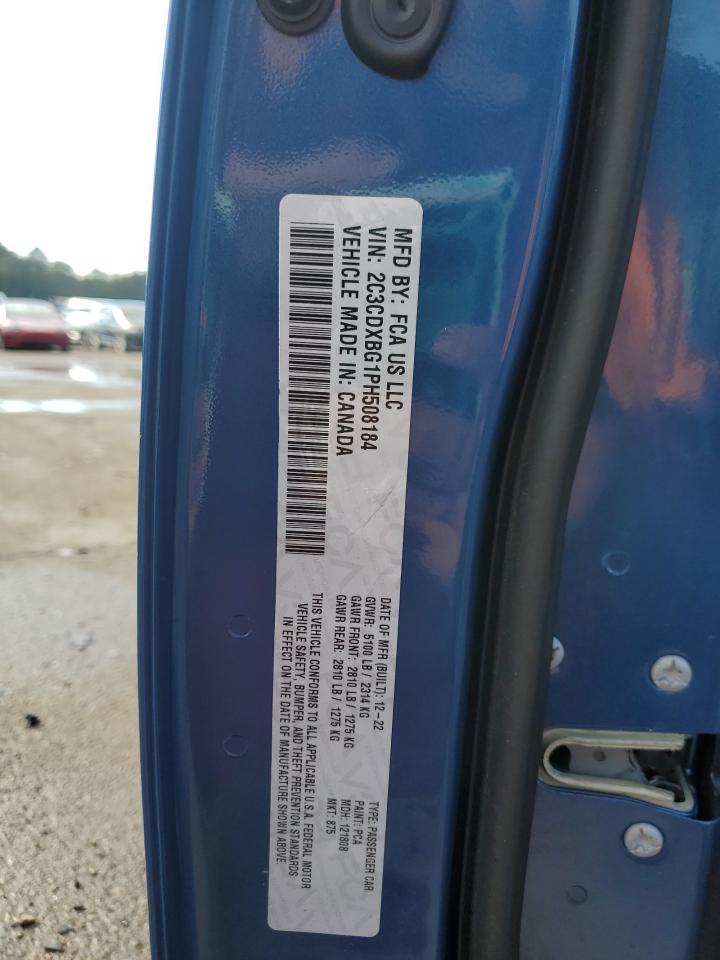 MFD BY: FCA US LLC
VIN: 2C3CDXBG1PH508184
VEHICLE MADE IN: CANADA
DATE OF MFR (BUILT): 12-22
GVWR: 5100 LB / 2314 KG
GAWR FRONT: 2810 LB / 1275 KG
GAWR REAR: 2810 LB / 1275 KG
TYPE: PASSENGER CAR
PAINT: PCA
MDH: 121808
MKT: 875
THIS VEHICLE CONFORMS TO ALL APPLICABLE U.S.A. FEDERAL MOTOR
VEHICLE SAFETY, BUMPER, AND THEFT PREVENTION STANDARDS
IN EFFECT ON THE DATE OF MANUFACTURE SHOWN ABOVE.